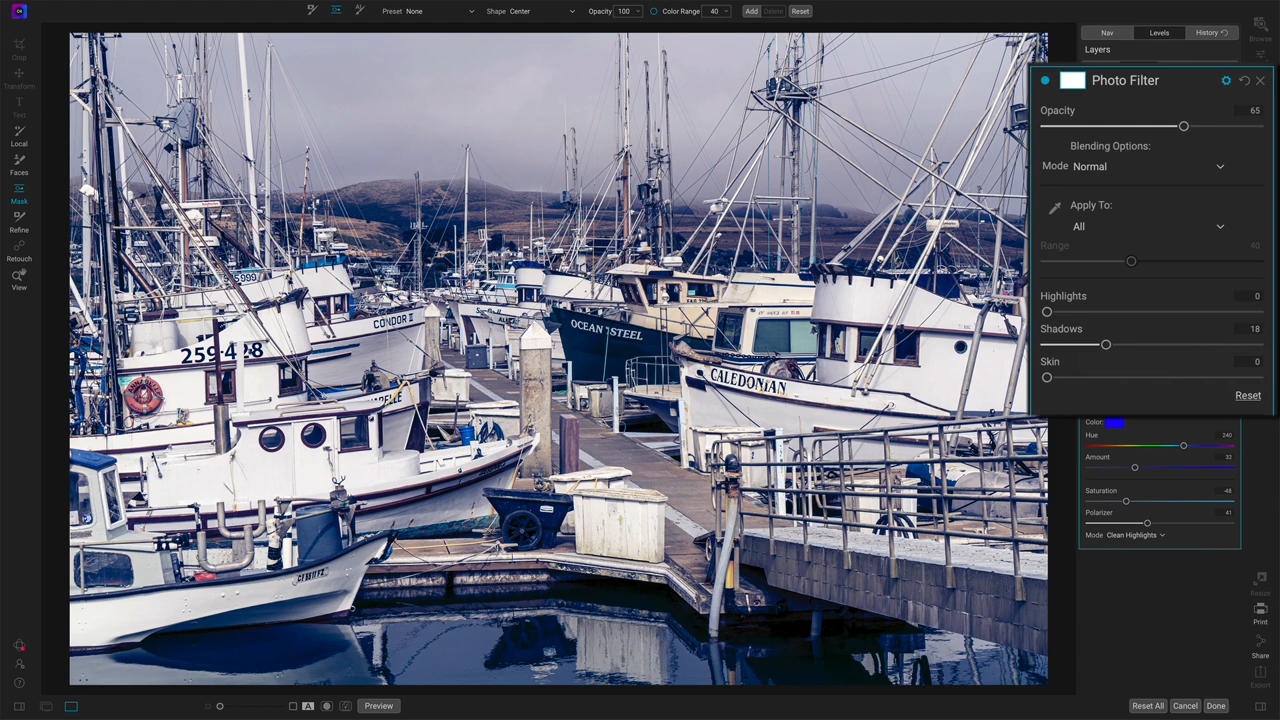 Preset None
Shape Center
Opacity 100
Color Range 40
Add
Delete
Reset
Nav
Levels
History
Layers
Browse
Crop
Transform
Text
Local
Faces
Mask
Refine
Retouch
View
Photo Filter
Opacity 65
Blending Options:
Mode Normal
Apply To:
All
Range 40
Highlights 0
Shadows 18
Skin 0
Reset
Color:
Hue 240
Amount 32
Saturation -48
Polarizer 41
Mode Clean Highlights
CONDOR II
259-428
OCEAN STEEL
CALEDONIAN
Resize
Print
Share
Export
A
Preview
Reset All
Cancel
Done